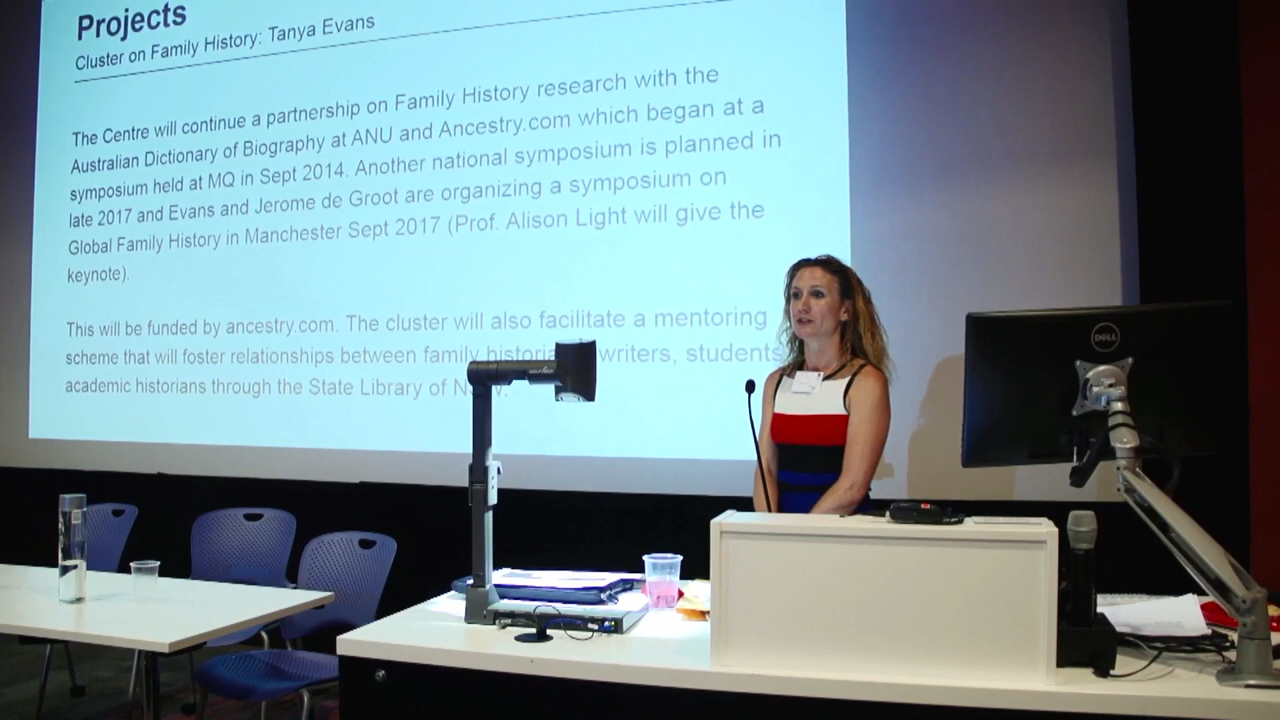 Projects
Cluster on Family History: Tanya Evans
The Centre will continue a partnership on Family History research with the
Australian Dictionary of Biography at ANU and Ancestry.com which began at a
symposium held at MQ in Sept 2014. Another national symposium is planned in
late 2017 and Evans and Jerome de Groot are organizing a symposium on
Global Family History in Manchester Sept 2017 (Prof. Alison Light will give the
keynote).
This will be funded by ancestry.com. The cluster will also facilitate a mentoring
scheme that will foster relationships between family writers, students
academic historians through the State Library of
DELL